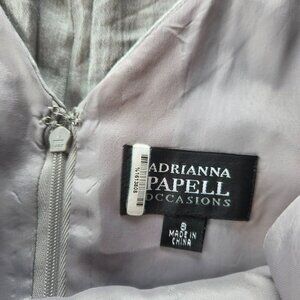 ADRIANNA
PAPELL
OCCASIONS
8
MADE IN
CHINA